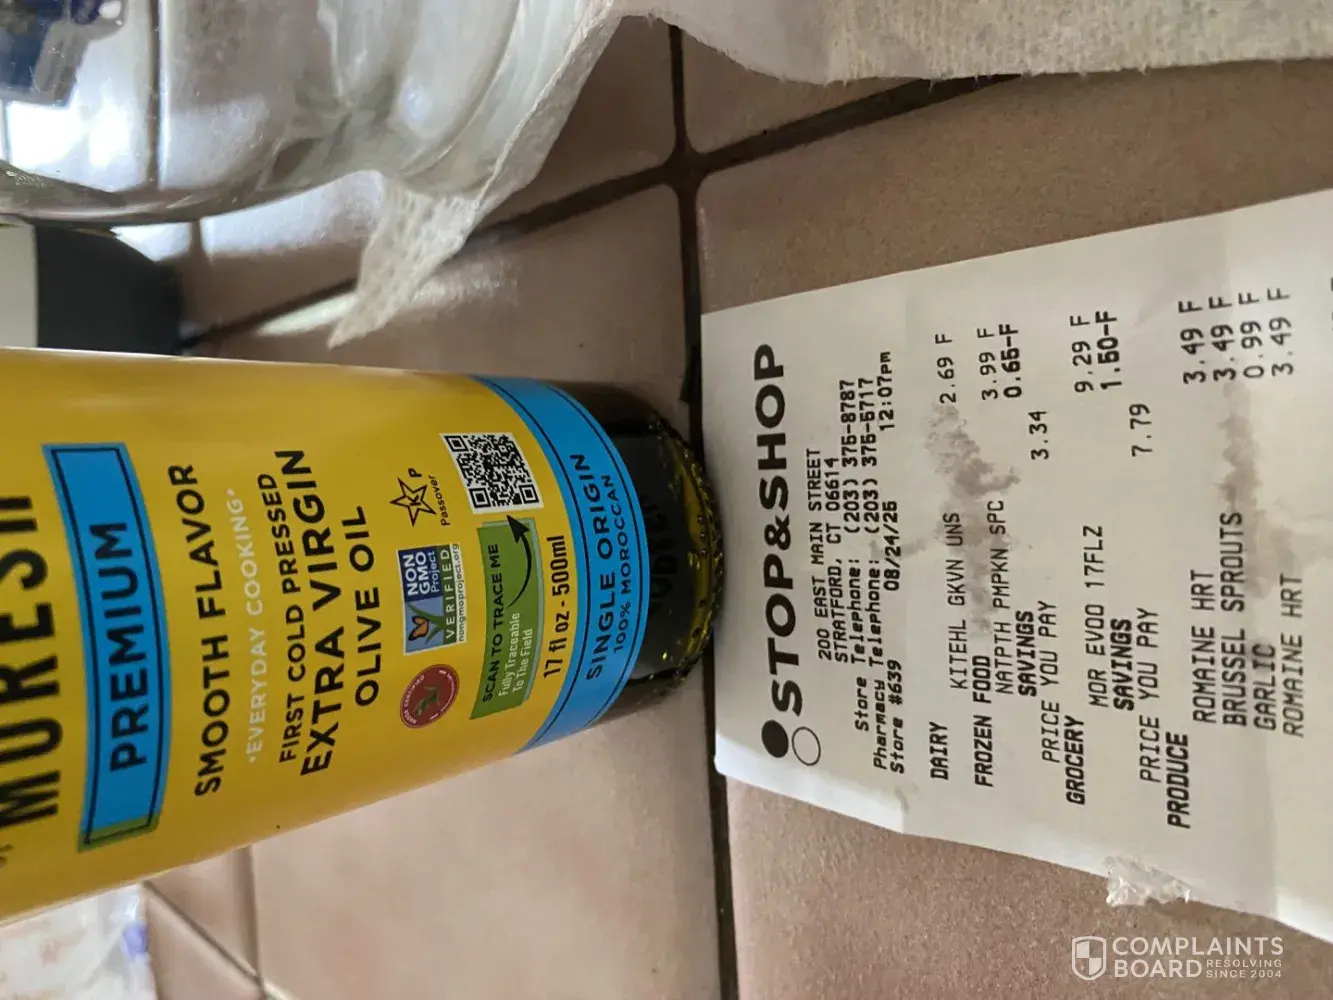 PREMIUM
SMOOTH FLAVOR
·EVERYDAY COOKING·
FIRST COLD PRESSED
EXTRA VIRGIN
OLIVE OIL
NON
GMO
Project
VERIFIED
nongmoproject.org
K P
Passover
SCAN TO TRACE ME
Fully Traceable
To The Field
17 fl oz - 500ml
SINGLE ORIGIN
100% MOROCCAN
STOP&SHOP
200 EAST MAIN STREET
STRATFORD, CT 06614
Store Telephone: (203) 375-8787
Pharmacy Telephone: (203) 375-5717
Store #639 08/24/25 12:07pm
DAIRY
KITEHL GKVN UNS 2.69 F
FROZEN FOOD
NATPTH PMPKN SPC 3.99 F
SAVINGS 0.65-F
PRICE YOU PAY 3.34
GROCERY
MOR EVOO 17FLZ 9.29 F
SAVINGS 1.50-F
PRICE YOU PAY 7.79
PRODUCE
ROMAINE HRT 3.49 F
BRUSSEL SPROUTS 3.49 F
GARLIC 0.99 F
ROMAINE HRT 3.49 F
COMPLAINTS
BOARD RESOLVING
SINCE 2004